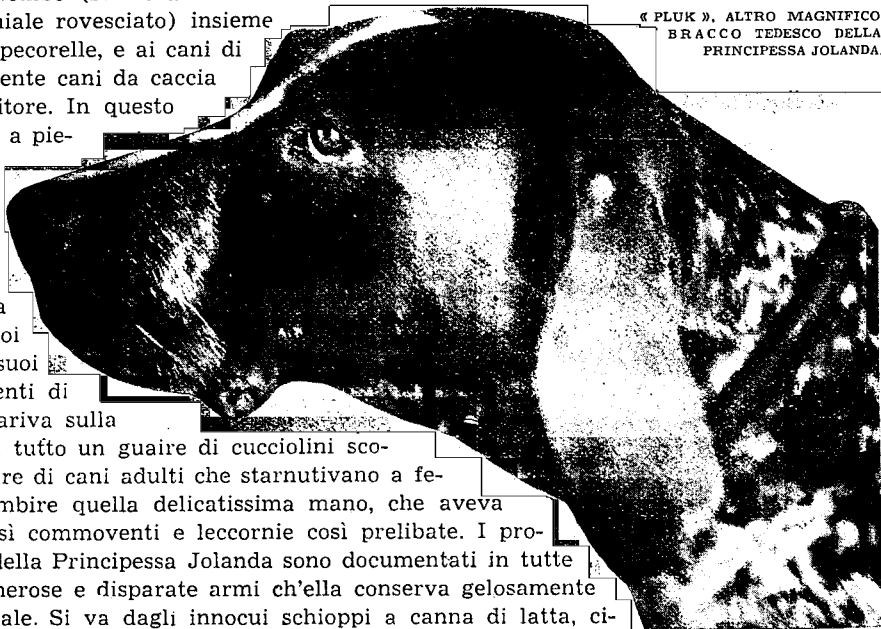 niale rovesciato) insieme
pecorelle, e ai cani di
ente cani da caccia
itore. In questo
a pie-
« PLUK », ALTRO MAGNIFICO
BRACCO TEDESCO DELLA
PRINCIPESSA JOLANDA.
oi
suoi
enti di
ariva sulla
tutto un guaire di cucciolini sco-
re di cani adulti che starnutivano a fe-
mbire quella delicatissima mano, che aveva
sì commoventi e leccornie così prelibate. I pro-
della Principessa Jolanda sono documentati in tutte
nerose e disparate armi ch'ella conserva gelosamente
ale. Si va dagli innocui schioppi a canna di latta, ci-